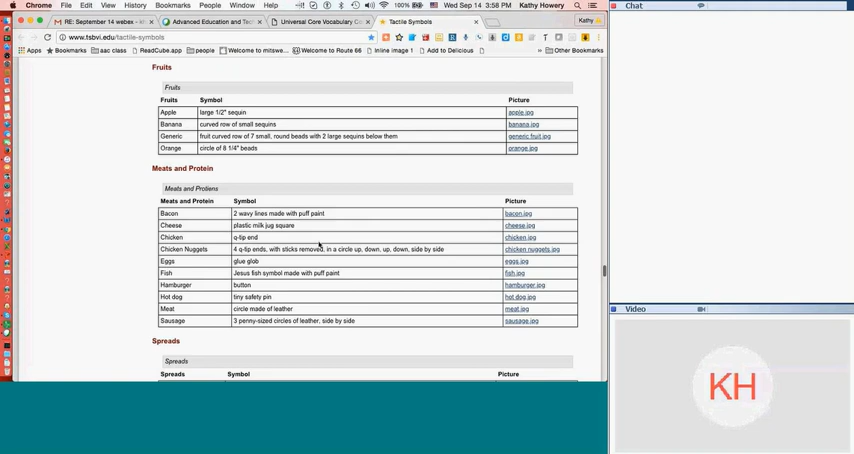 Chrome File Edit View History Bookmarks People Window Help 100% Wed Sep 14 3:58 PM Kathy Howery
RE: September 14 webex - kh Advanced Education and Tech Universal Core Vocabulary Co Tactile Symbols Kathy
www.tsbvi.edu/tactile-symbols
Apps Bookmarks aac class ReadCube.app people Welcome to mitswe... Welcome to Route 66 Inline image 1 Add to Delicious » Other Bookmarks
Fruits
Fruits
Fruits Symbol Picture
Apple large 1/2" sequin apple.jpg
Banana curved row of small sequins banana.jpg
Generic fruit curved row of 7 small, round beads with 2 large sequins below them generic fruit.jpg
Orange circle of 8 1/4" beads orange.jpg
Meats and Protein
Meats and Protiens
Meats and Protein Symbol Picture
Bacon 2 wavy lines made with puff paint bacon.jpg
Cheese plastic milk jug square cheese.jpg
Chicken q-tip end chicken.jpg
Chicken Nuggets 4 q-tip ends, with sticks removed, in a circle up, down, up, down, side by side chicken nuggets.jpg
Eggs glue glob eggs.jpg
Fish Jesus fish symbol made with puff paint fish.jpg
Hamburger button hamburger.jpg
Hot dog tiny safety pin hot dog.jpg
Meat circle made of leather meat.jpg
Sausage 3 penny-sized circles of leather, side by side sausage.jpg
Spreads
Spreads
Spreads Symbol Picture
Chat
Video
KH